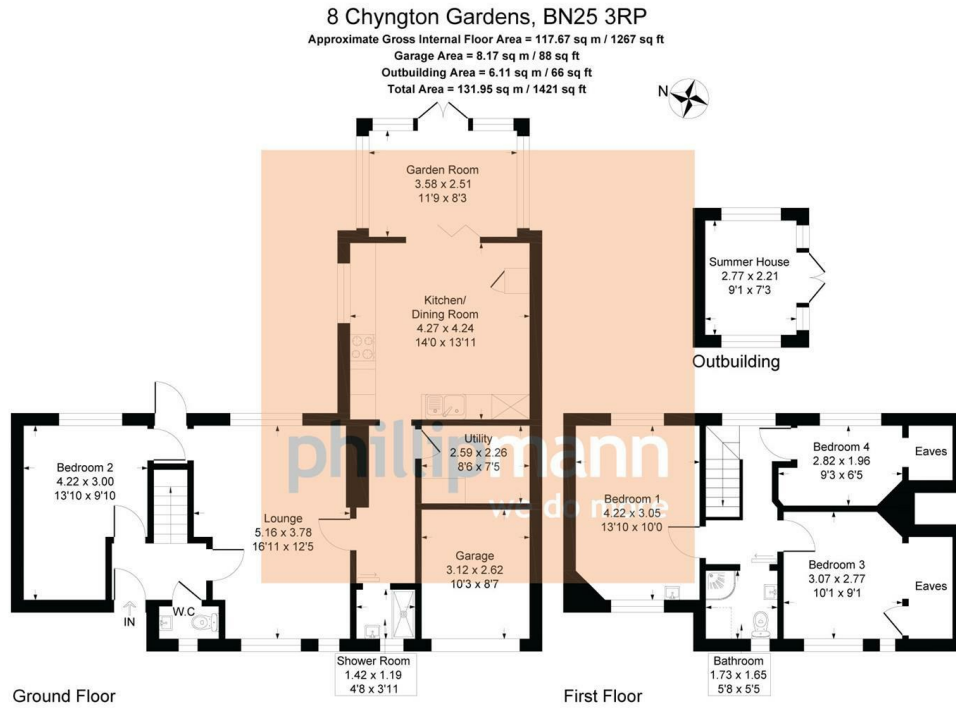 8 Chyngton Gardens, BN25 3RP
Approximate Gross Internal Floor Area = 117.67 sq m / 1267 sq ft
Garage Area = 8.17 sq m / 88 sq ft
Outbuilding Area = 6.11 sq m / 66 sq ft
Total Area = 131.95 sq m / 1421 sq ft
N
Garden Room
3.58 x 2.51
11'9 x 8'3
Summer House
2.77 x 2.21
9'1 x 7'3
Outbuilding
Kitchen/
Dining Room
4.27 x 4.24
14'0 x 13'11
phillipmann
we do more
Utility
2.59 x 2.26
8'6 x 7'5
Bedroom 2
4.22 x 3.00
13'10 x 9'10
Lounge
5.16 x 3.78
16'11 x 12'5
Garage
3.12 x 2.62
10'3 x 8'7
W.C
IN
Shower Room
1.42 x 1.19
4'8 x 3'11
Ground Floor
Bedroom 1
4.22 x 3.05
13'10 x 10'0
Bedroom 4
2.82 x 1.96
9'3 x 6'5
Eaves
Bedroom 3
3.07 x 2.77
10'1 x 9'1
Eaves
Bathroom
1.73 x 1.65
5'8 x 5'5
First Floor